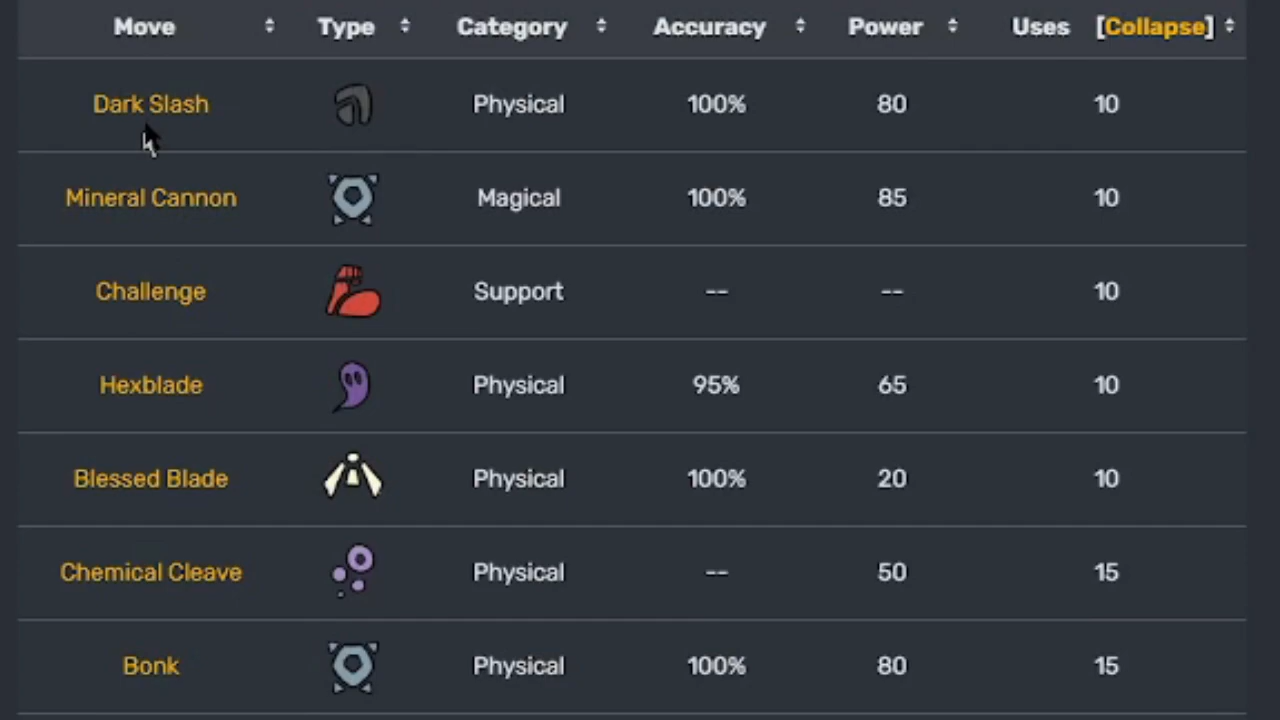 Move Type Category Accuracy Power Uses [Collapse]
Dark Slash Physical 100% 80 10
Mineral Cannon Magical 100% 85 10
Challenge Support -- -- 10
Hexblade Physical 95% 65 10
Blessed Blade Physical 100% 20 10
Chemical Cleave Physical -- 50 15
Bonk Physical 100% 80 15